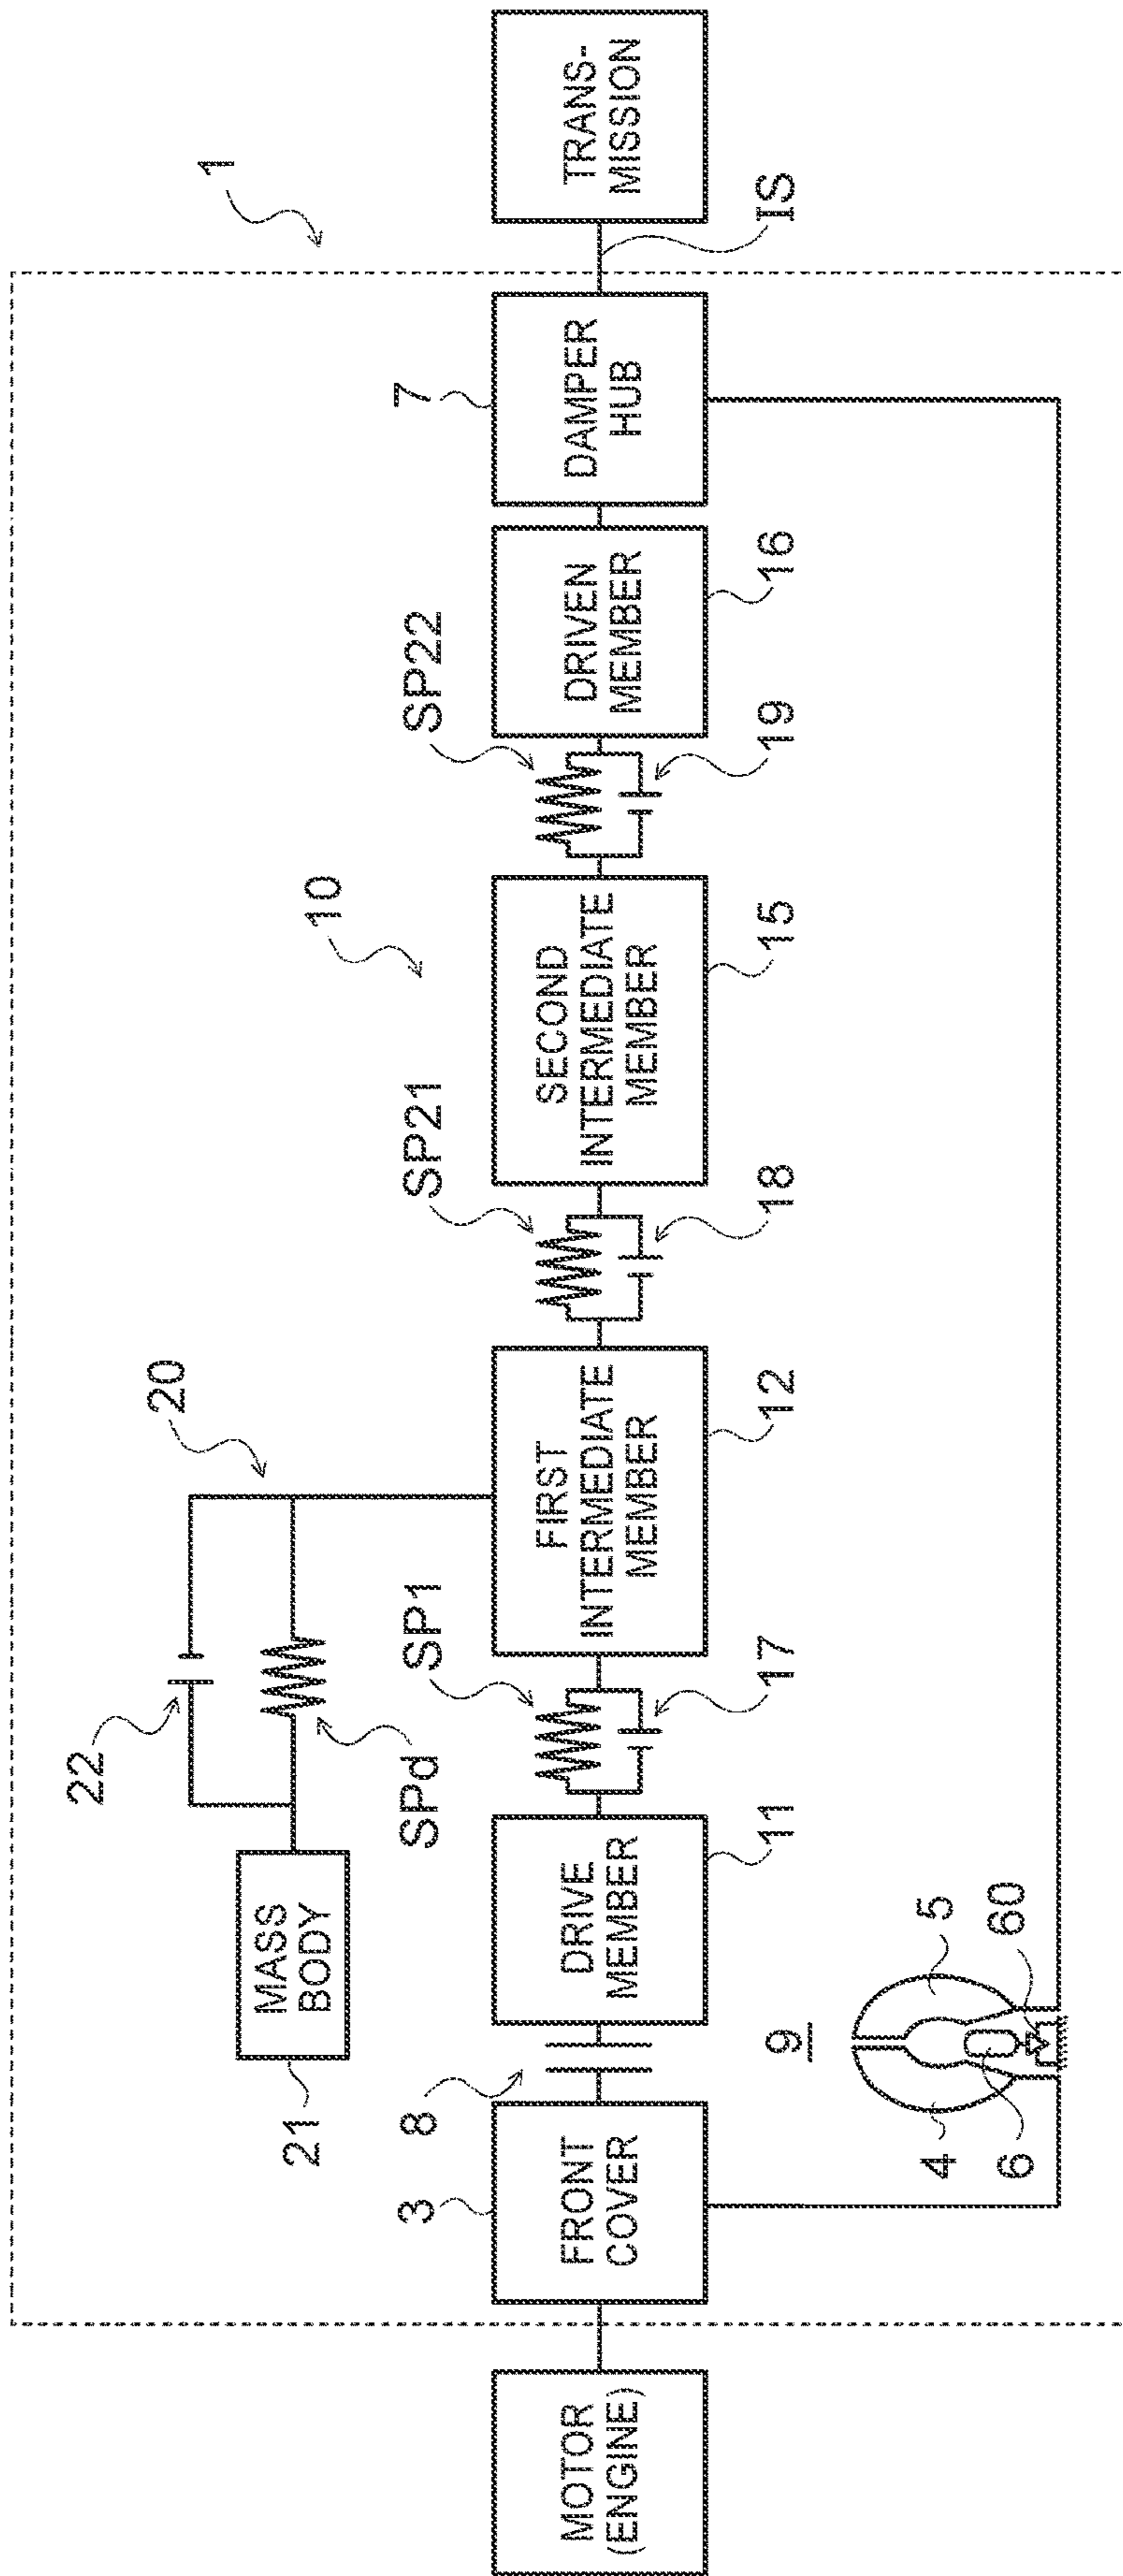 1
20
22
MASS
BODY
21
SPd
10
SP1
SP21
SP22
8
3
7
MOTOR
(ENGINE)
FRONT
COVER
DRIVE
MEMBER
FIRST
INTERMEDIATE
MEMBER
SECOND
INTERMEDIATE
MEMBER
DRIVEN
MEMBER
DAMPER
HUB
TRANS-
MISSION
11
17
12
18
15
19
16
IS
9
4
6
5
60